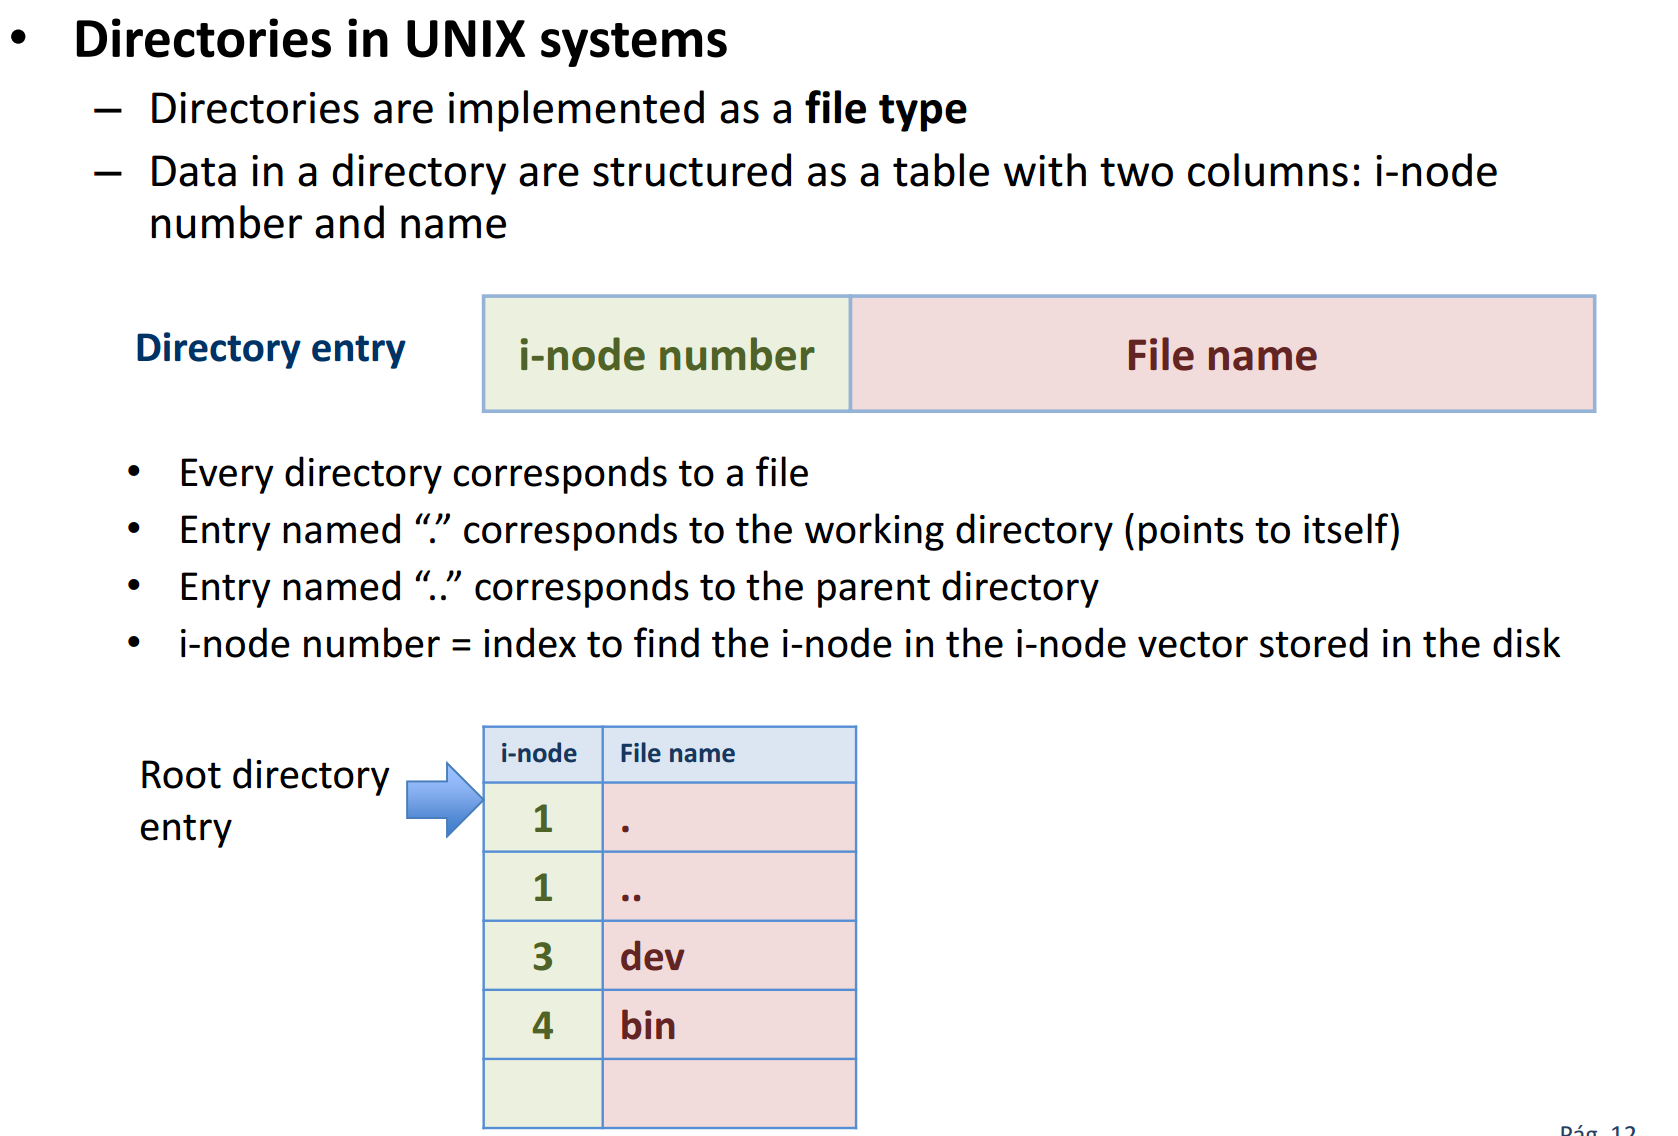 • Directories in UNIX systems
– Directories are implemented as a file type
– Data in a directory are structured as a table with two columns: i-node
number and name
Directory entry
i-node number
File name
• Every directory corresponds to a file
• Entry named “.” corresponds to the working directory (points to itself)
• Entry named “..” corresponds to the parent directory
• i-node number = index to find the i-node in the i-node vector stored in the disk
Root directory
entry
i-node File name
1 .
1 ..
3 dev
4 bin
Pág. 12